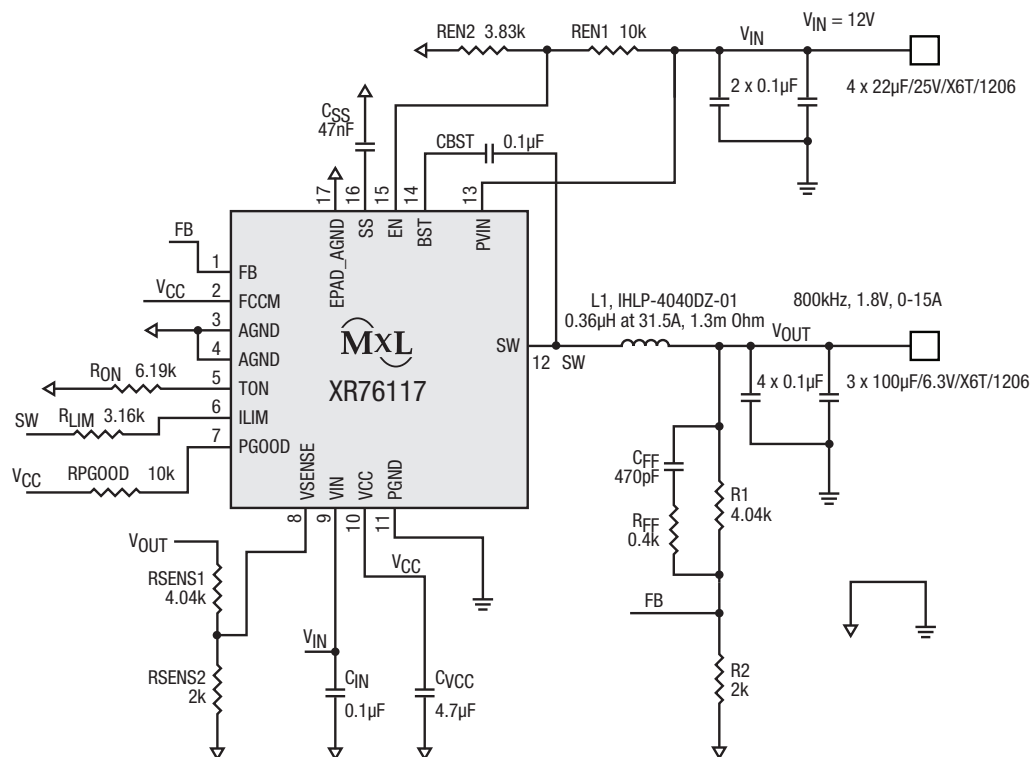 REN2 3.83k
REN1 10k
VIN
VIN = 12V
2 x 0.1µF
4 x 22µF/25V/X6T/1206
CSS
47nF
CBST
0.1µF
17
16
15
14
13
EPAD_AGND
SS
EN
BST
PVIN
FB
1
FB
VCC
2
FCCM
3
AGND
4
AGND
RON 6.19k
5
TON
SW
RLIM 3.16k
6
ILIM
VCC
RPGOOD 10k
7
PGOOD
MxL
XR76117
SW
12
SW
L1, IHLP-4040DZ-01
0.36µH at 31.5A, 1.3m Ohm
800kHz, 1.8V, 0-15A
VOUT
4 x 0.1µF
3 x 100µF/6.3V/X6T/1206
VSENSE
VIN
VCC
PGND
8
9
10
11
CFF
470pF
R1
4.04k
RFF
0.4k
VOUT
RSENS1
4.04k
VCC
FB
VIN
RSENS2
2k
CIN
0.1µF
CVCC
4.7µF
R2
2k